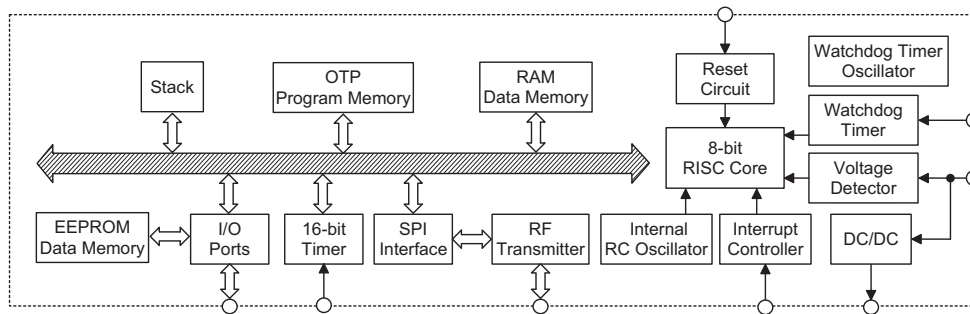 Watchdog Timer
Oscillator
Reset
Circuit
Stack
OTP
Program Memory
RAM
Data Memory
Watchdog
Timer
8-bit
RISC Core
Voltage
Detector
EEPROM
Data Memory
I/O
Ports
16-bit
Timer
SPI
Interface
RF
Transmitter
Internal
RC Oscillator
Interrupt
Controller
DC/DC